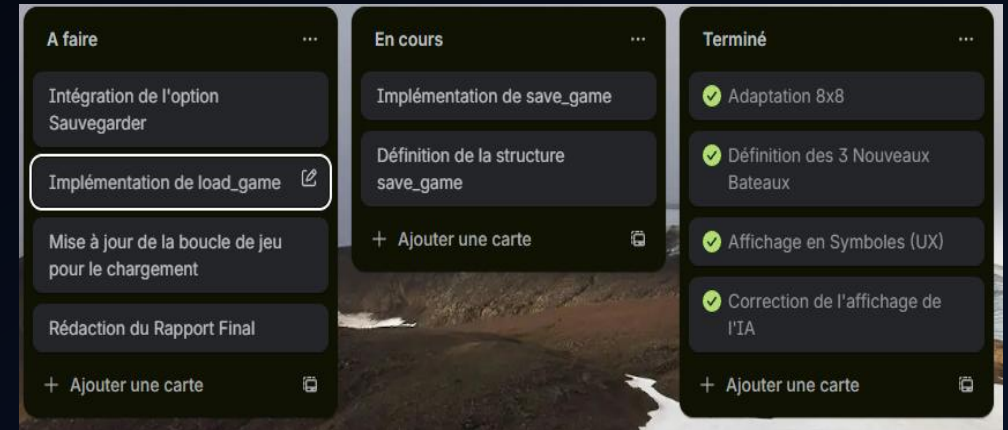 A faire
Intégration de l'option
Sauvegarder
Implémentation de load_game
Mise à jour de la boucle de jeu
pour le chargement
Rédaction du Rapport Final
+ Ajouter une carte
En cours
Implémentation de save_game
Définition de la structure
save_game
+ Ajouter une carte
Terminé
Adaptation 8x8
Définition des 3 Nouveaux
Bateaux
Affichage en Symboles (UX)
Correction de l'affichage de
l'IA
+ Ajouter une carte